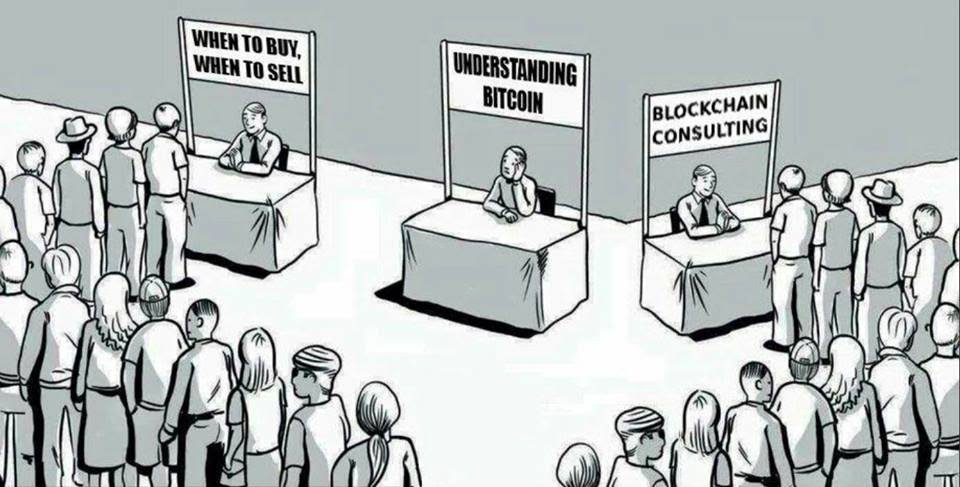 WHEN TO BUY,
WHEN TO SELL
UNDERSTANDING
BITCOIN
BLOCKCHAIN
CONSULTING